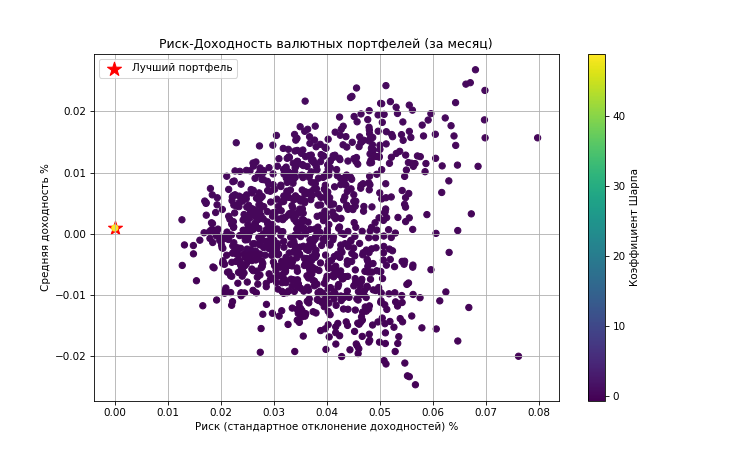 Риск-Доходность валютных портфелей (за месяц)
Лучший портфель
Средняя доходность %
0.02
0.01
0.00
−0.01
−0.02
0.00 0.01 0.02 0.03 0.04 0.05 0.06 0.07 0.08
Риск (стандартное отклонение доходностей) %
40
30
20
10
0
Коэффициент Шарпа